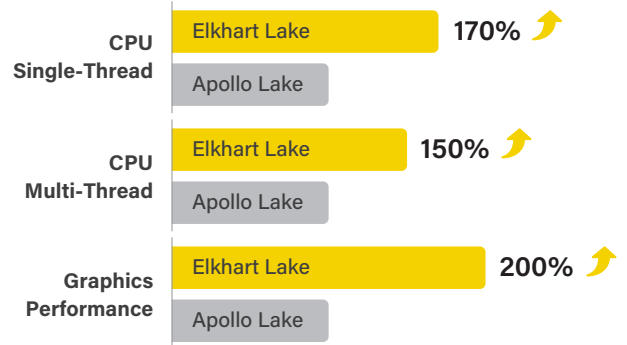 CPU
Single-Thread
Elkhart Lake
170%
Apollo Lake
CPU
Multi-Thread
Elkhart Lake
150%
Apollo Lake
Graphics
Performance
Elkhart Lake
200%
Apollo Lake